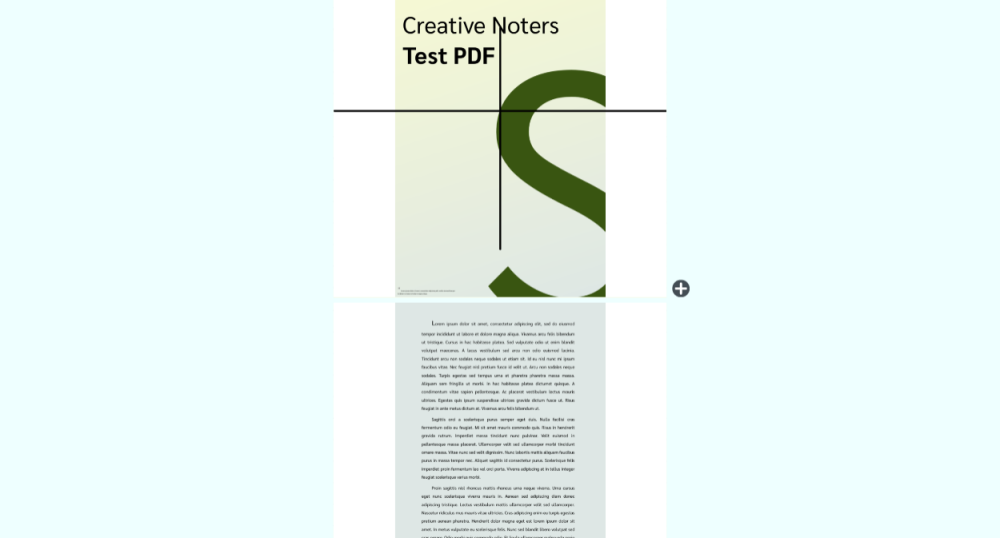 Creative Noters
Test PDF
Lorem ipsum dolor sit amet, consectetur adipiscing elit, sed do eiusmod
tempor incididunt ut labore et dolore magna aliqua. Vivamus arcu felis bibendum
ut tristique. Cursus in hac habitasse platea. Sed vulputate odio ut enim blandit
volutpat maecenas. A lacus vestibulum sed arcu non odio euismod lacinia.
Tincidunt arcu non sodales neque sodales ut etiam sit. Id eu nisl nunc mi ipsum
faucibus vitae. Nec feugiat nisl pretium fusce id velit ut. Arcu non sodales neque
sodales. Turpis egestas sed tempus urna et pharetra pharetra massa massa.
Aliquam sem fringilla ut morbi. In hac habitasse platea dictumst quisque. A
condimentum vitae sapien pellentesque. Ac placerat vestibulum lectus mauris
ultrices. Egestas quis ipsum suspendisse ultrices gravida dictum fusce ut. Risus
feugiat in ante metus dictum at. Vivamus arcu felis bibendum ut.
Sagittis orci a scelerisque purus semper eget duis. Nulla facilisi cras
fermentum odio eu feugiat. Mi sit amet mauris commodo quis. Risus in hendrerit
gravida rutrum. Imperdiet massa tincidunt nunc pulvinar. Velit euismod in
pellentesque massa placerat. Ullamcorper velit sed ullamcorper morbi tincidunt
ornare massa. Vitae nunc sed velit dignissim. Nunc lobortis mattis aliquam faucibus
purus in massa tempor nec. Aliquet sagittis id consectetur purus. Scelerisque felis
imperdiet proin fermentum leo vel orci porta. Viverra adipiscing at in tellus integer
feugiat scelerisque varius morbi.
Proin sagittis nisl rhoncus mattis rhoncus urna neque viverra. Urna cursus
eget nunc scelerisque viverra mauris in. Aenean sed adipiscing diam donec
adipiscing tristique. Lectus vestibulum mattis ullamcorper velit sed ullamcorper.
Nascetur ridiculus mus mauris vitae ultricies. Cras adipiscing enim eu turpis egestas
pretium aenean pharetra. Hendrerit dolor magna eget est lorem ipsum dolor sit
amet. In metus vulputate eu scelerisque felis. Nunc sed blandit libero volutpat